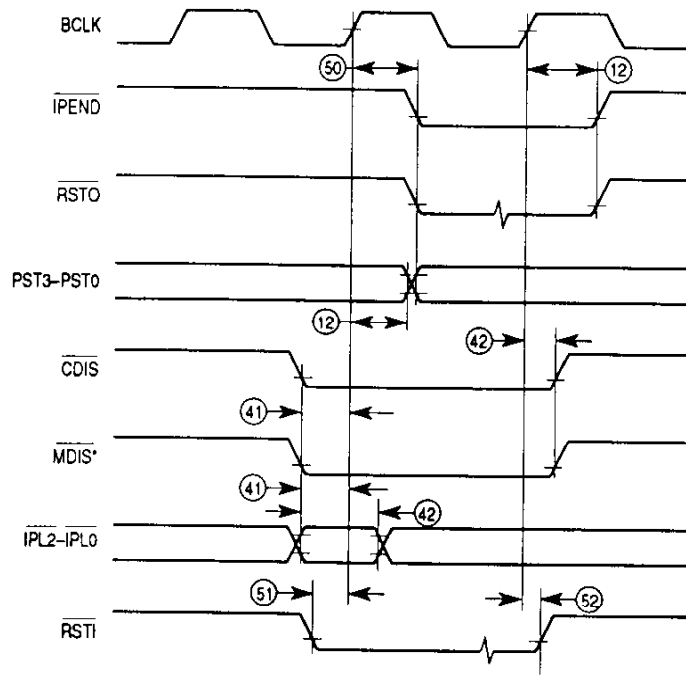 BCLK
50
12
IPEND
RSTO
PST3–PST0
12
42
CDIS
41
MDIS*
41
42
IPL2–IPL0
51
52
RSTI